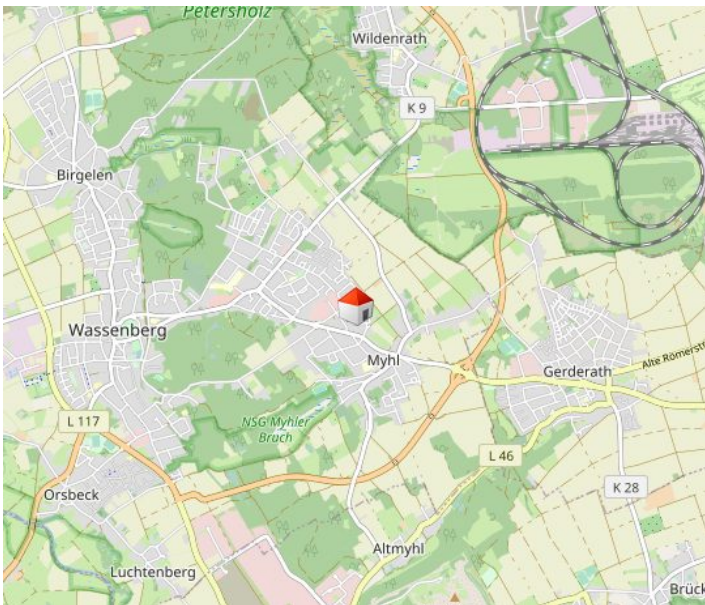 Petersholz
Wildenrath
K 9
Birgelen
Wassenberg
Myhl
Gerderath
Alte Römerstr
L 117
NSG Myhler
Bruch
L 46
K 28
Orsbeck
Altmyhl
Luchtenberg
Brück